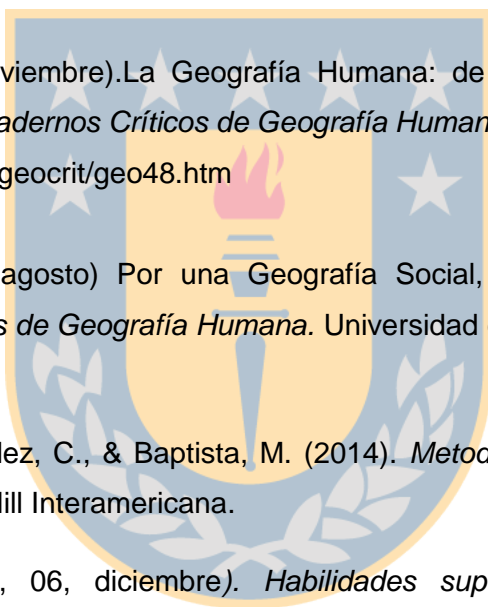 viembre).La Geografía Humana: de
adernos Críticos de Geografía Human
geocrit/geo48.htm
agosto) Por una Geografía Social,
s de Geografía Humana. Universidad
dez, C., & Baptista, M. (2014). Metod
Hill Interamericana.
, 06, diciembre). Habilidades sup